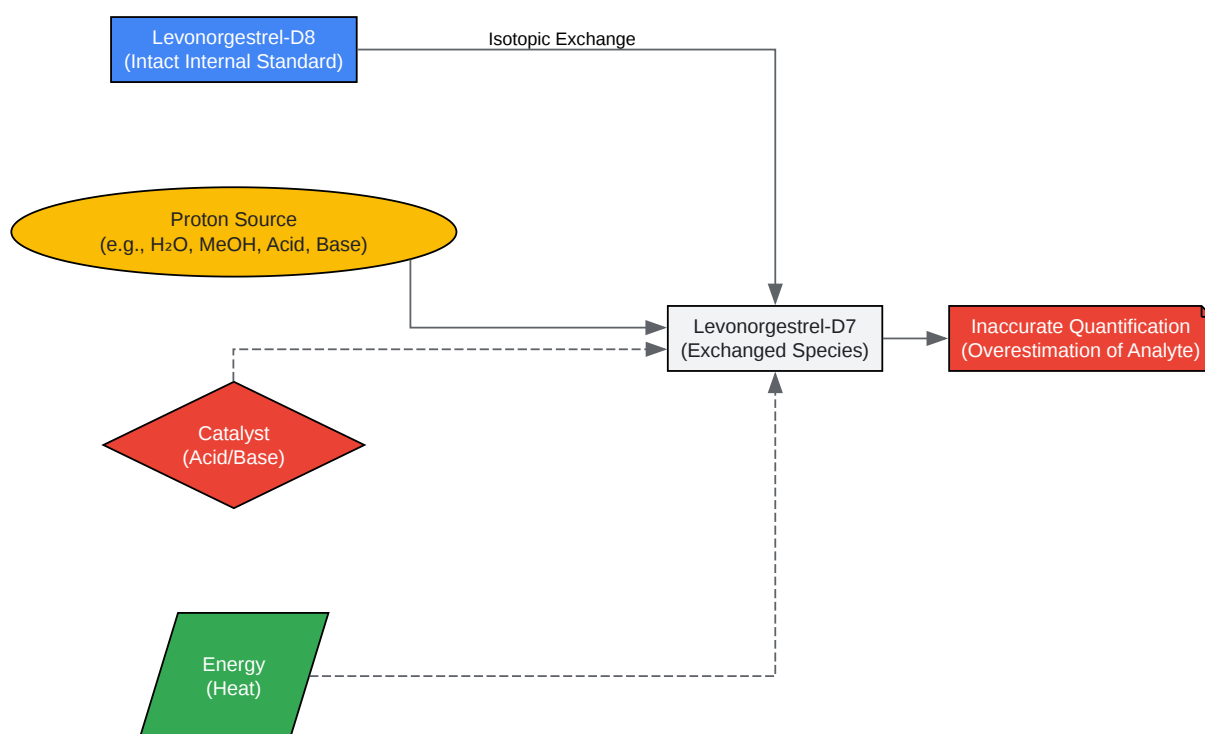 Levonorgestrel-D8
(Intact Internal Standard)
Isotopic Exchange
Proton Source
(e.g., H₂O, MeOH, Acid, Base)
Levonorgestrel-D7
(Exchanged Species)
Inaccurate Quantification
(Overestimation of Analyte)
Catalyst
(Acid/Base)
Energy
(Heat)